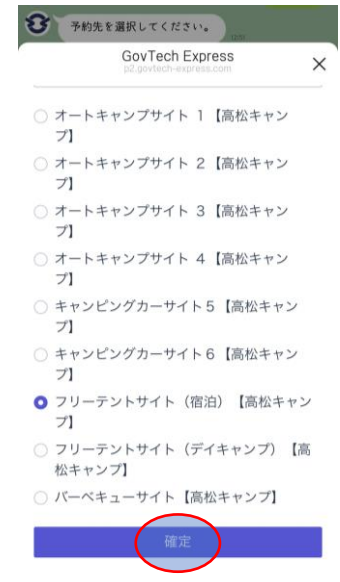 予約先を選択してください。
GovTech Express
p2.govtech-express.com
オートキャンプサイト 1 【高松キャン
プ】
オートキャンプサイト 2 【高松キャン
プ】
オートキャンプサイト 3 【高松キャン
プ】
オートキャンプサイト 4 【高松キャン
プ】
キャンピングカーサイト5 【高松キャン
プ】
キャンピングカーサイト6 【高松キャン
プ】
フリーテントサイト（宿泊）【高松キャン
プ】
フリーテントサイト（デイキャンプ）【高
松キャンプ】
バーベキューサイト【高松キャンプ】
確定